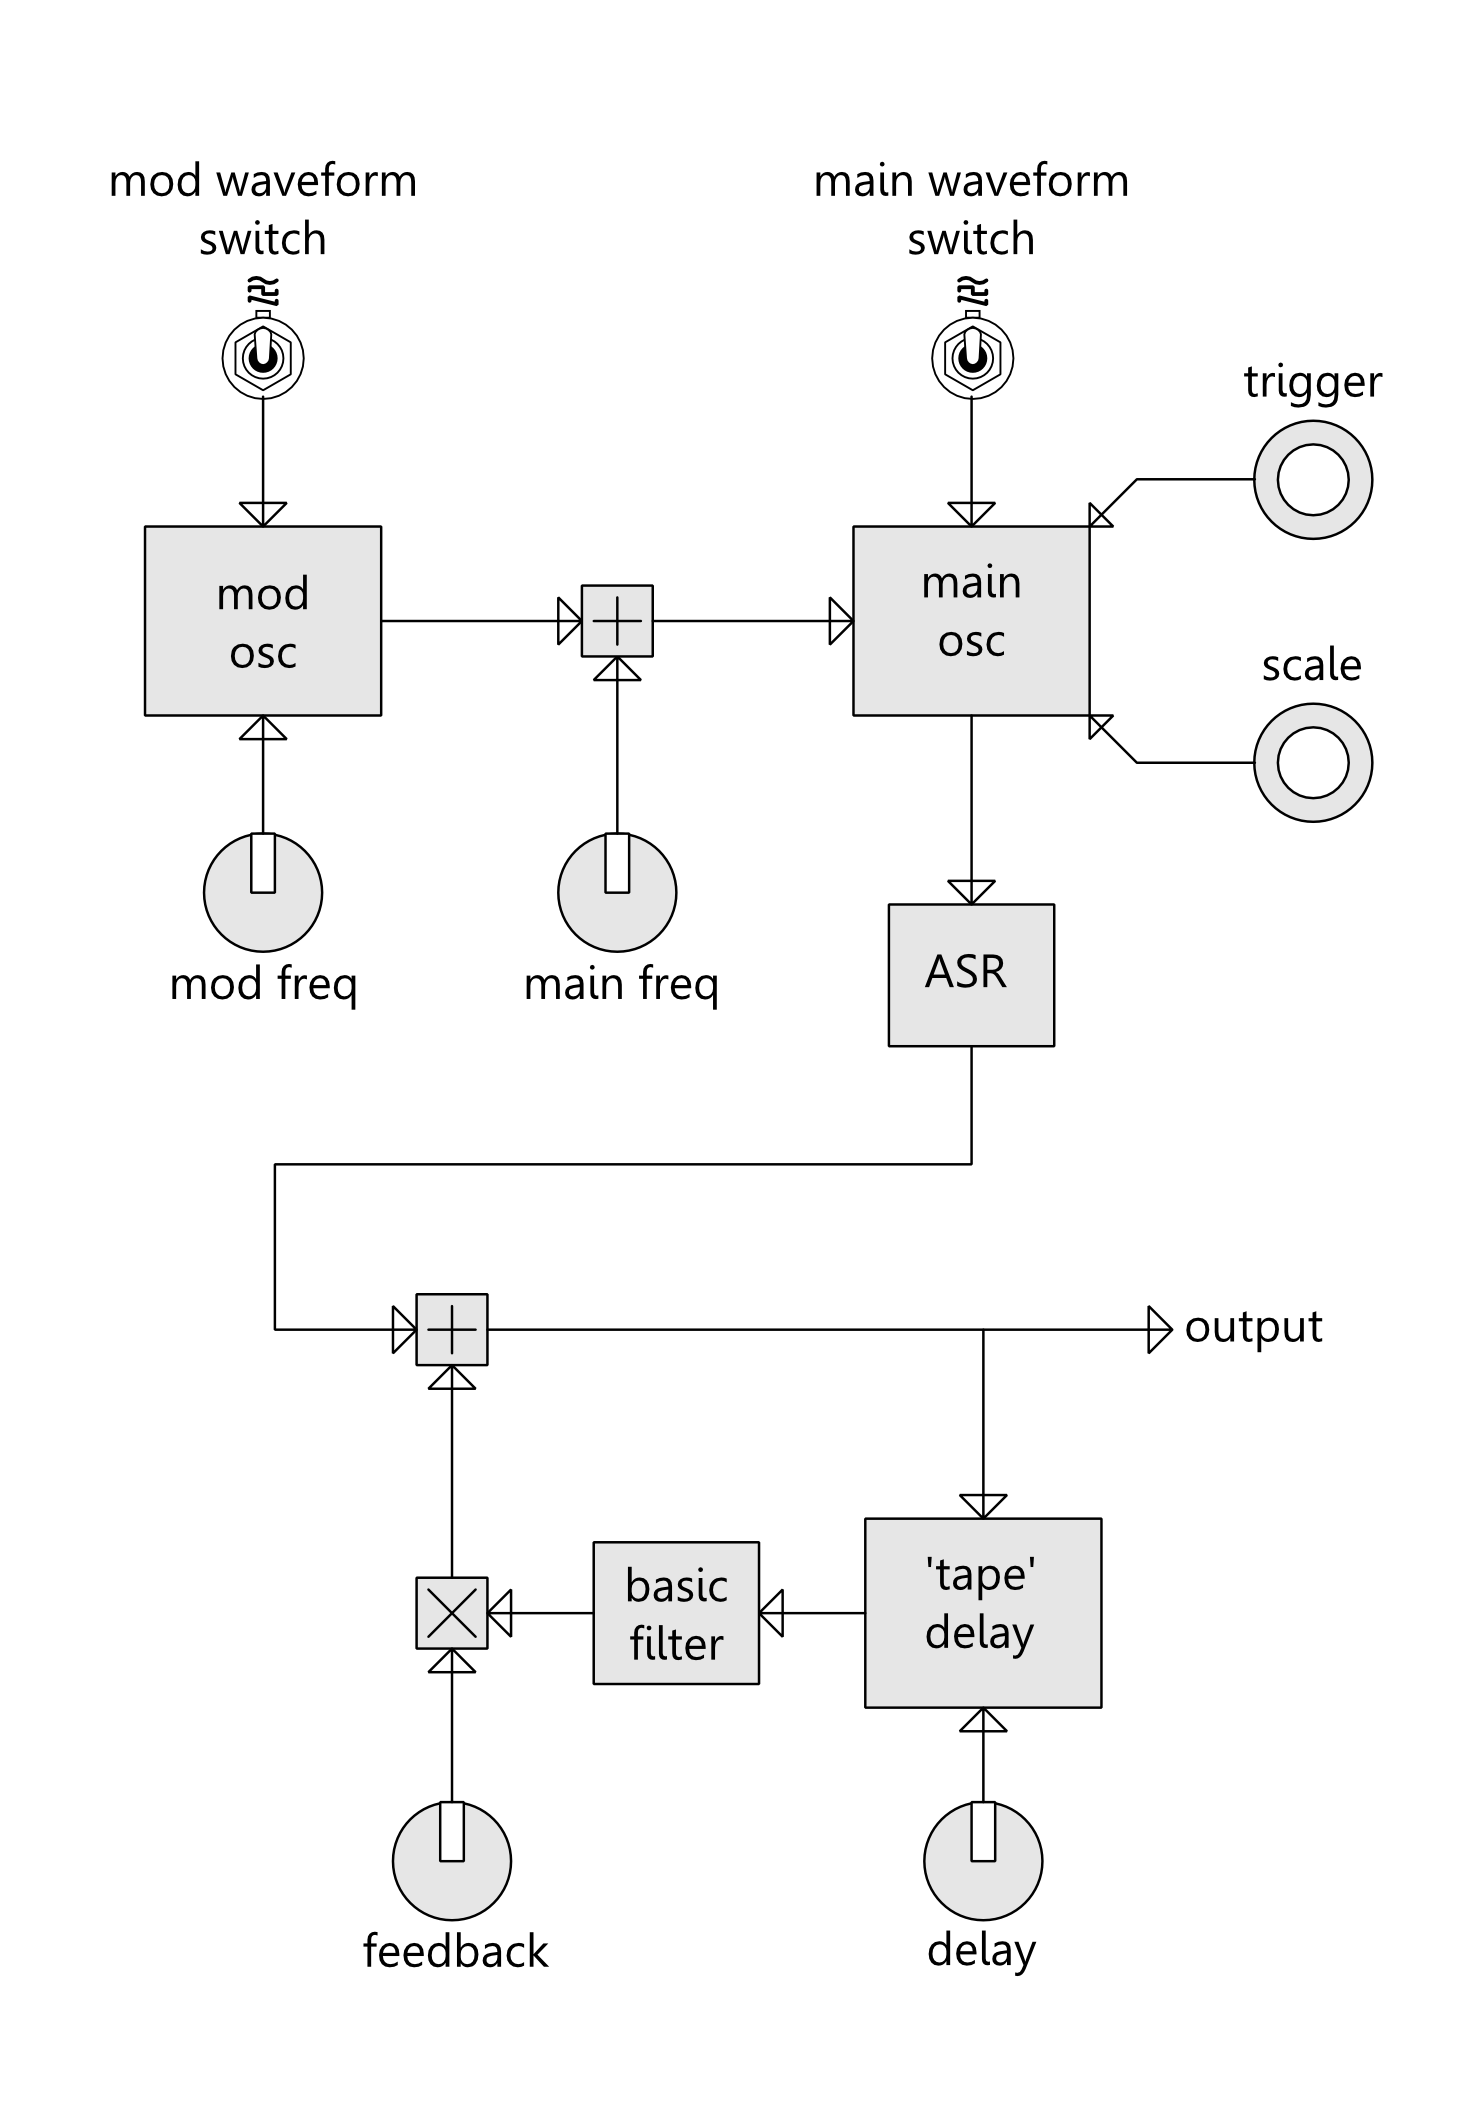 mod waveform
switch
main waveform
switch
trigger
mod
osc
main
osc
scale
mod freq
main freq
ASR
output
basic
filter
'tape'
delay
feedback
delay